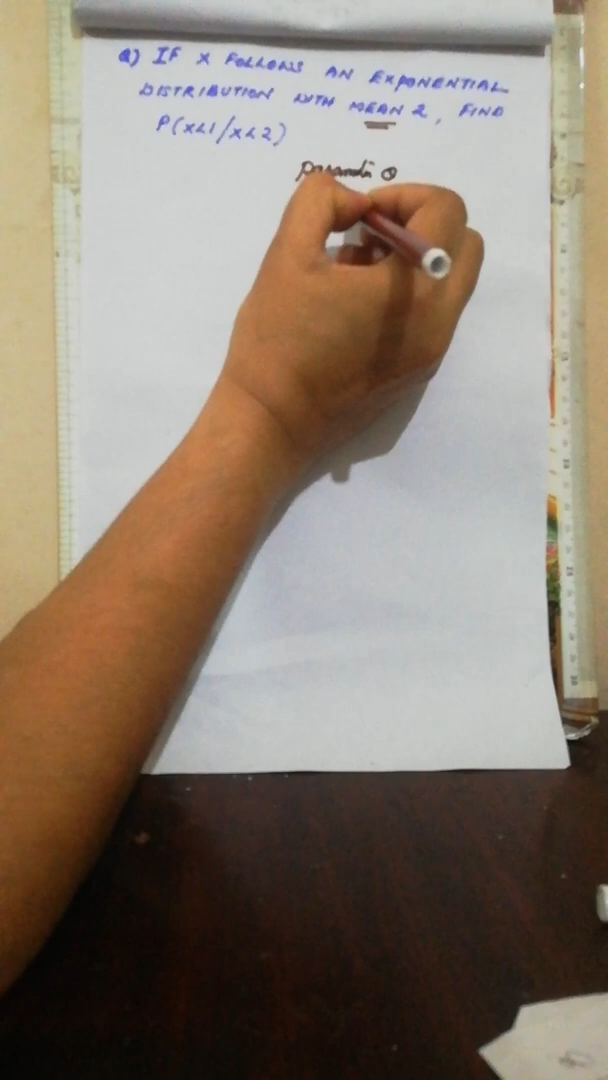 Q) IF X FOLLOWS AN EXPONENTIAL
DISTRIBUTION WITH MEAN 2, FIND
P(X<1/X<2)
θ